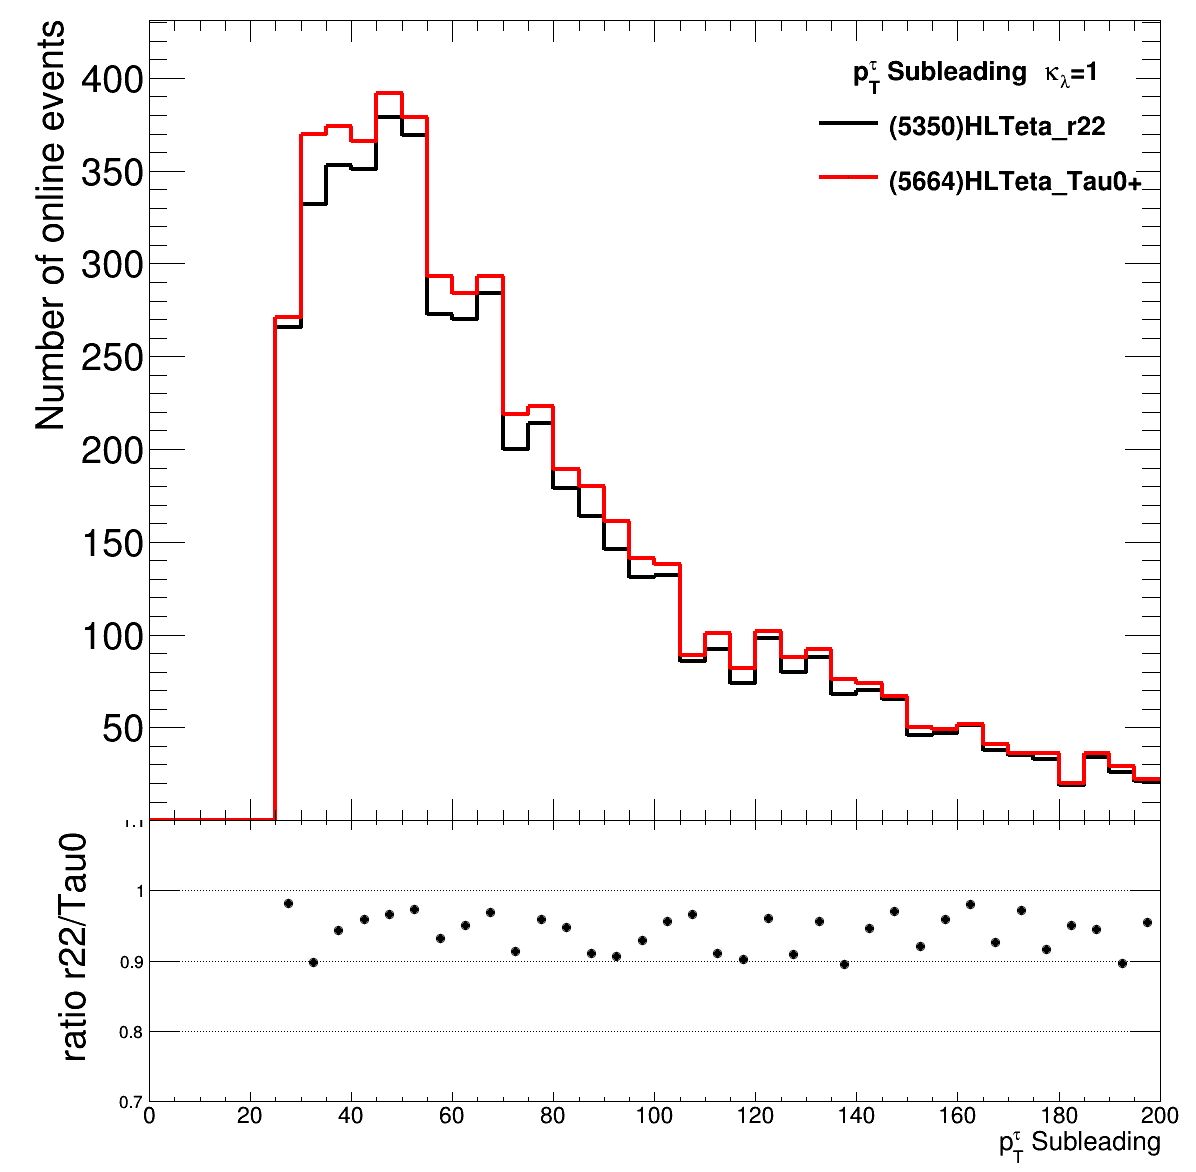 Number of online events
400
350
300
250
200
150
100
50
p_T^τ Subleading κ_λ=1
(5350)HLTeta_r22
(5664)HLTeta_Tau0+
ratio r22/Tau0
1
0.9
0.8
0.7
0 20 40 60 80 100 120 140 160 180 200
p_T^τ Subleading